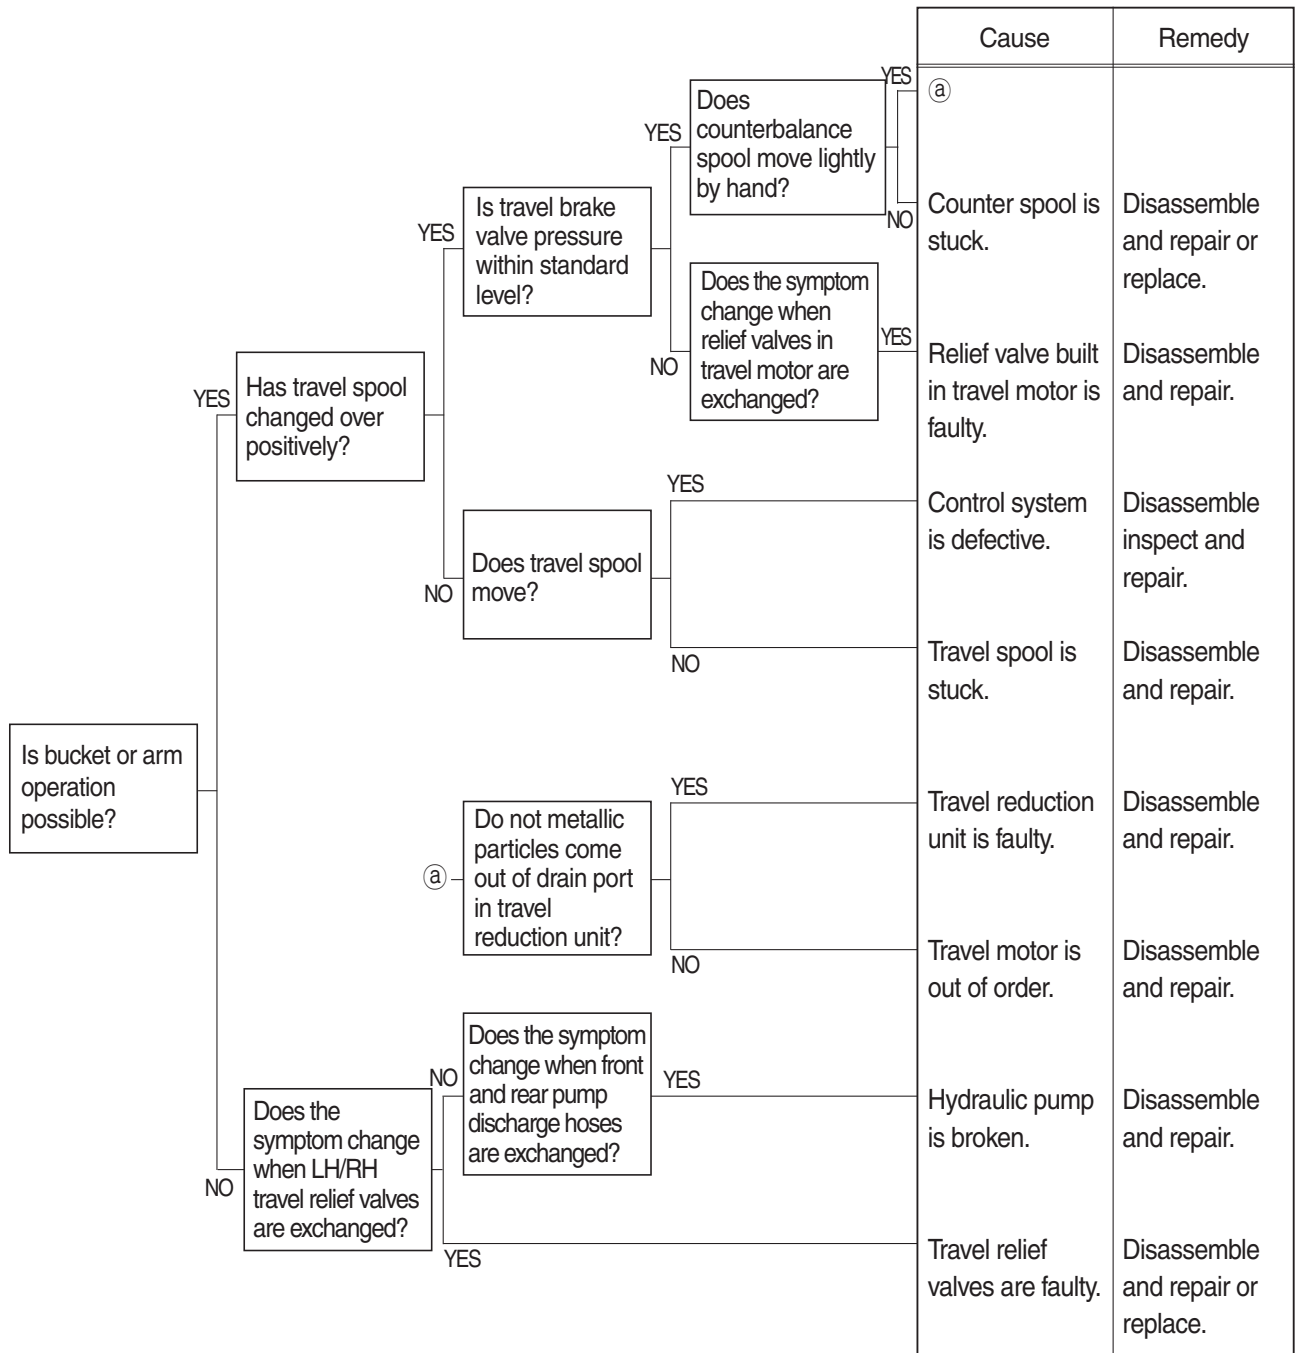 Cause
Remedy
YES
ⓐ
Does
counterbalance
spool move lightly
by hand?
YES
NO
Counter spool is
stuck.
Disassemble
and repair or
replace.
Is travel brake
valve pressure
within standard
level?
YES
Does the symptom
change when
relief valves in
travel motor are
exchanged?
YES
NO
Relief valve built
in travel motor is
faulty.
Disassemble
and repair.
Has travel spool
changed over
positively?
YES
YES
Control system
is defective.
Disassemble
inspect and
repair.
Does travel spool
move?
NO
NO
Travel spool is
stuck.
Disassemble
and repair.
Is bucket or arm
operation
possible?
YES
Travel reduction
unit is faulty.
Disassemble
and repair.
ⓐ
Do not metallic
particles come
out of drain port
in travel
reduction unit?
NO
Travel motor is
out of order.
Disassemble
and repair.
Does the symptom
change when front
and rear pump
discharge hoses
are exchanged?
NO
YES
Hydraulic pump
is broken.
Disassemble
and repair.
Does the
symptom change
when LH/RH
travel relief valves
are exchanged?
NO
YES
Travel relief
valves are faulty.
Disassemble
and repair or
replace.